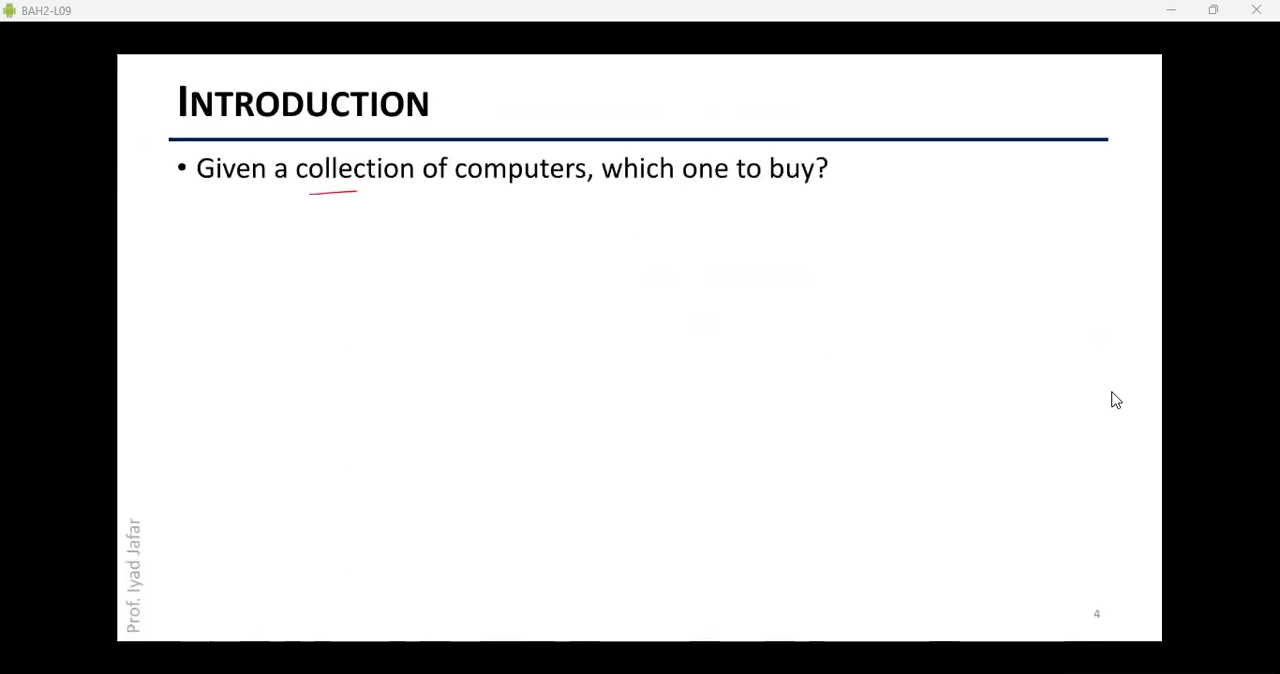 BAH2-L09
INTRODUCTION
• Given a collection of computers, which one to buy?
Prof. Iyad Jafar
4